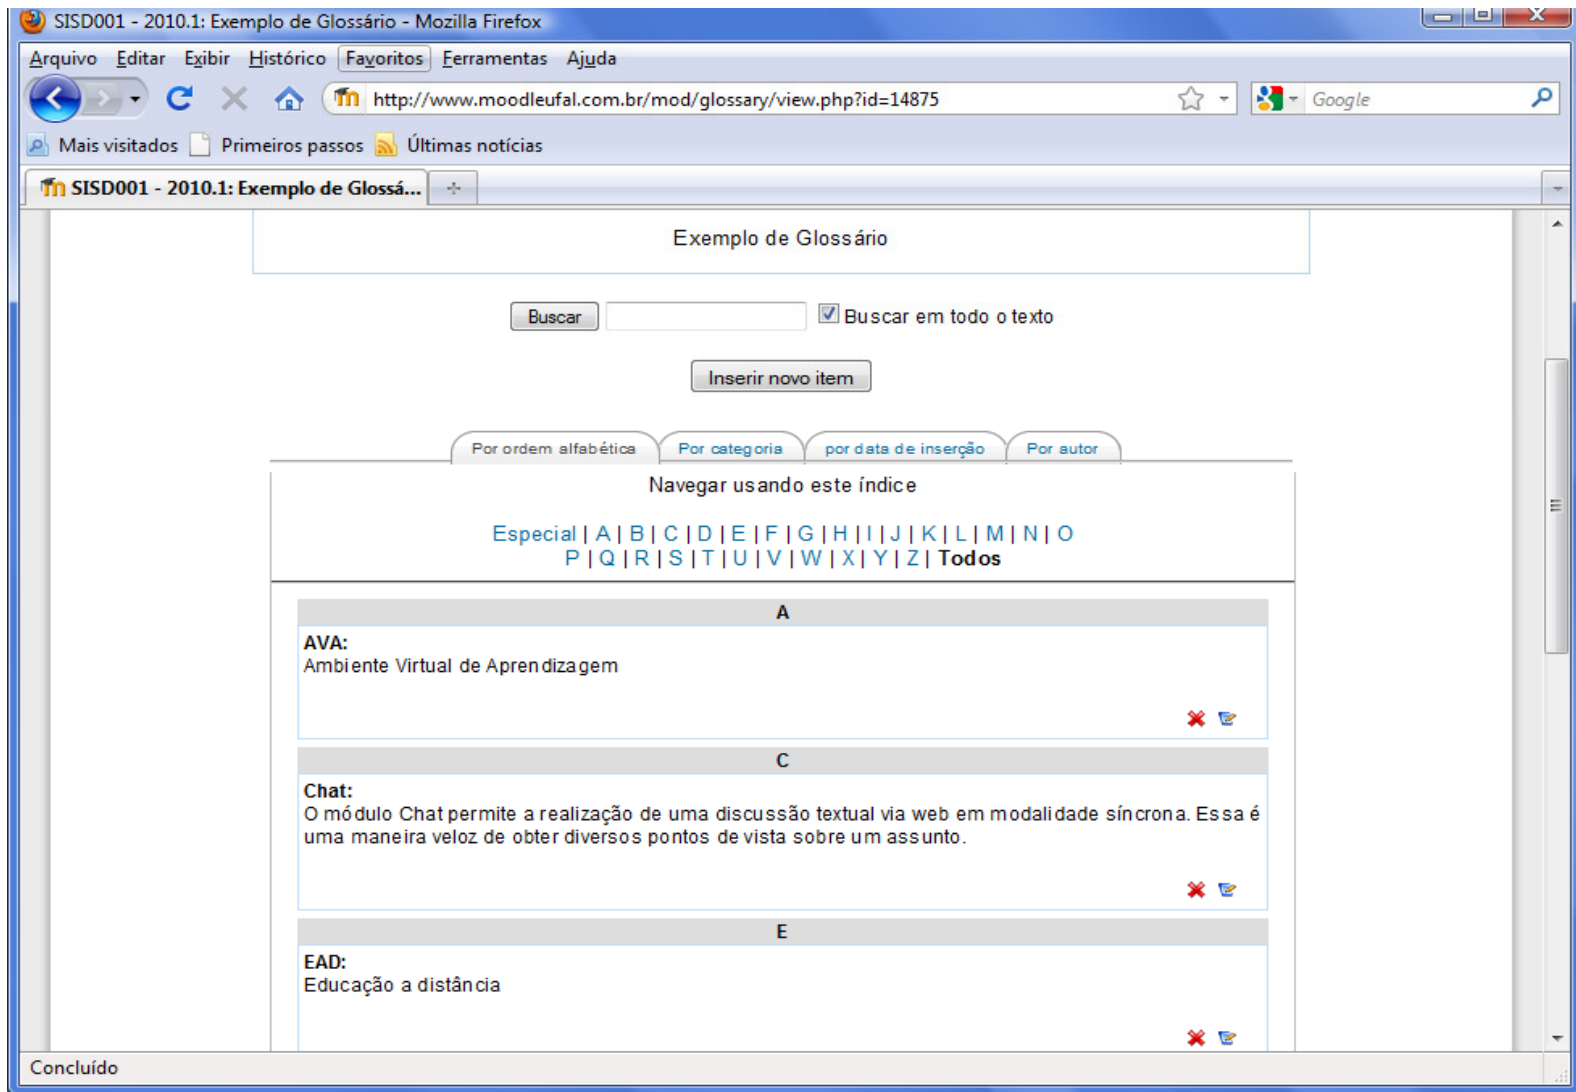 SISD001 - 2010.1: Exemplo de Glossário - Mozilla Firefox
Arquivo Editar Exibir Histórico Favoritos Ferramentas Ajuda
http://www.moodleufal.com.br/mod/glossary/view.php?id=14875 Google
Mais visitados Primeiros passos Últimas notícias
SISD001 - 2010.1: Exemplo de Glossá...
Exemplo de Glossário
Buscar Buscar em todo o texto
Inserir novo item
Por ordem alfabética Por categoria por data de inserção Por autor
Navegar usando este índice
Especial | A | B | C | D | E | F | G | H | I | J | K | L | M | N | O
P | Q | R | S | T | U | V | W | X | Y | Z | Todos
A
AVA:
Ambiente Virtual de Aprendizagem
C
Chat:
O módulo Chat permite a realização de uma discussão textual via web em modalidade síncrona. Essa é
uma maneira veloz de obter diversos pontos de vista sobre um assunto.
E
EAD:
Educação a distância
Concluído